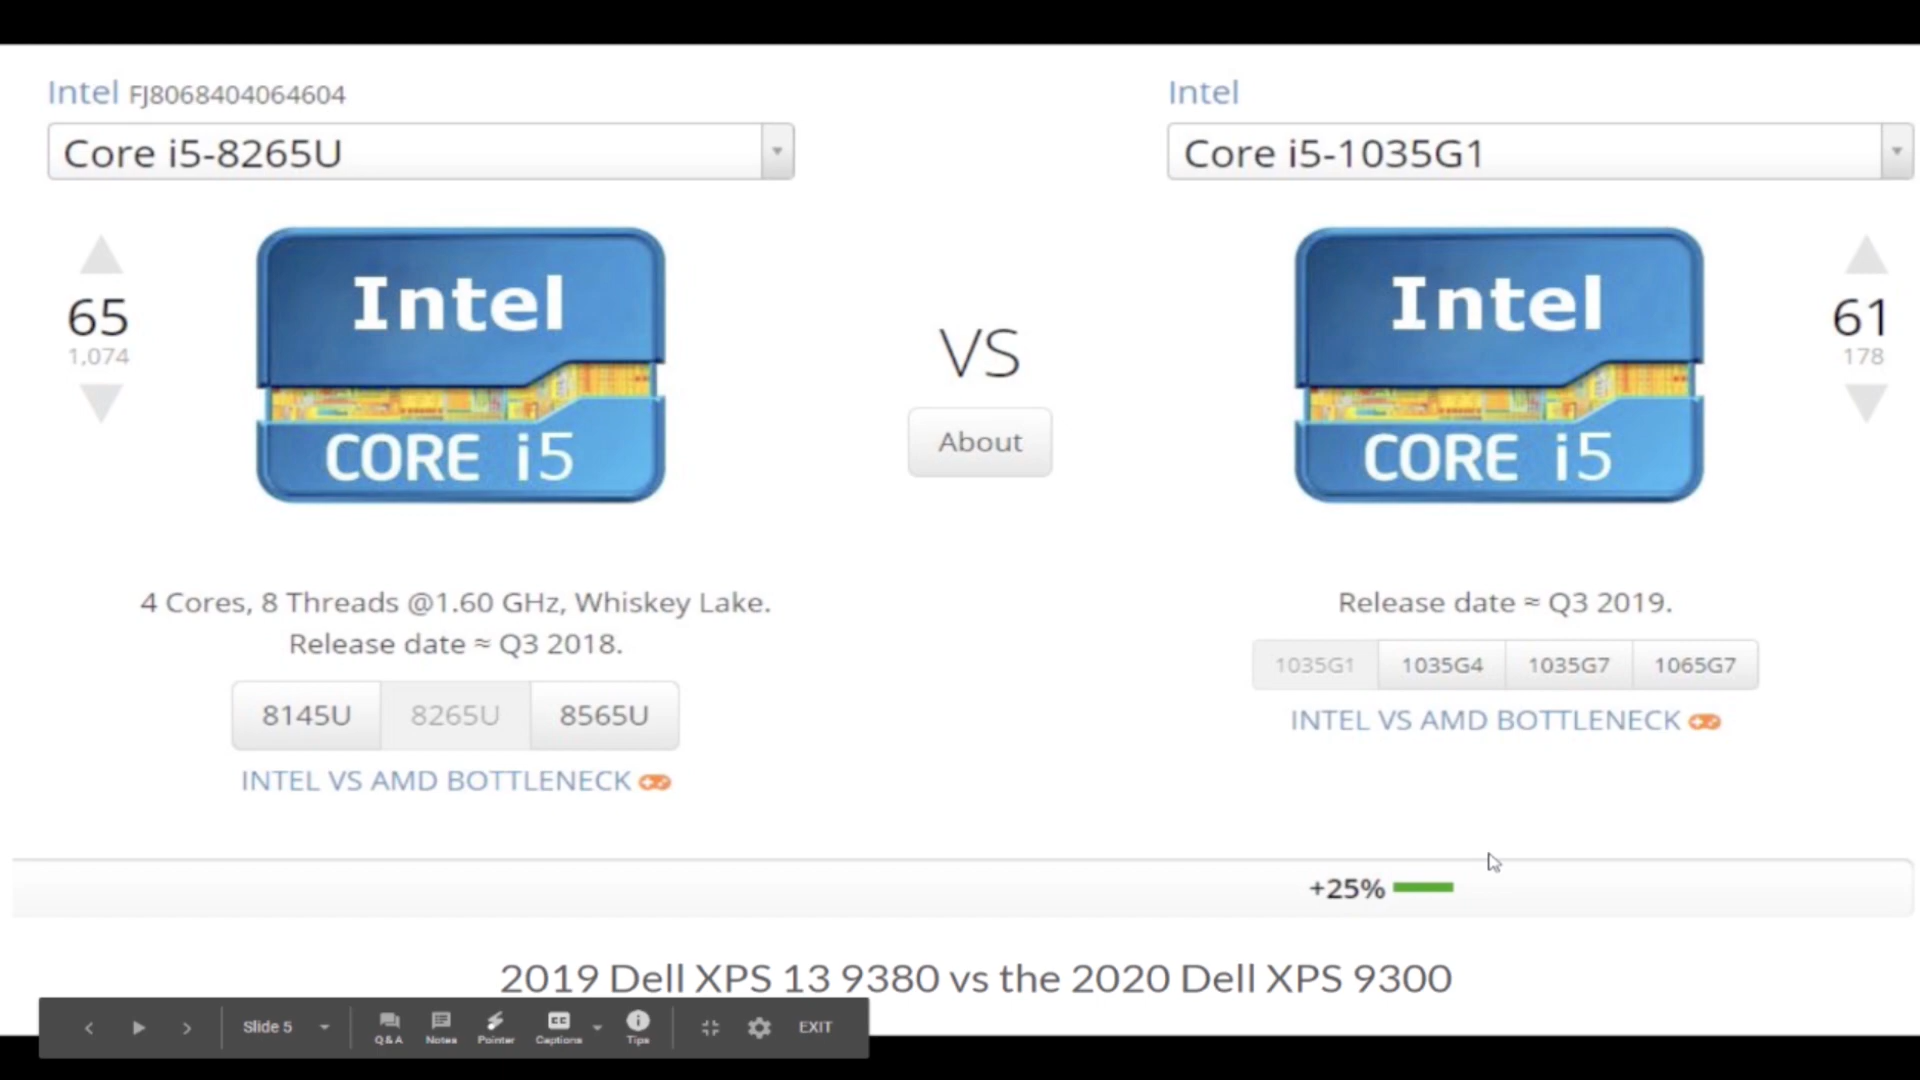 Intel FJ8068404064604
Core i5-8265U
65
1,074
Intel
CORE i5
4 Cores, 8 Threads @1.60 GHz, Whiskey Lake.
Release date ≈ Q3 2018.
8145U 8265U 8565U
INTEL VS AMD BOTTLENECK
VS
About
Intel
Core i5-1035G1
Intel
CORE i5
61
178
Release date ≈ Q3 2019.
1035G1 1035G4 1035G7 1065G7
INTEL VS AMD BOTTLENECK
+25%
2019 Dell XPS 13 9380 vs the 2020 Dell XPS 9300
Slide 5 Q&A Notes Pointer CC Captions Tips EXIT